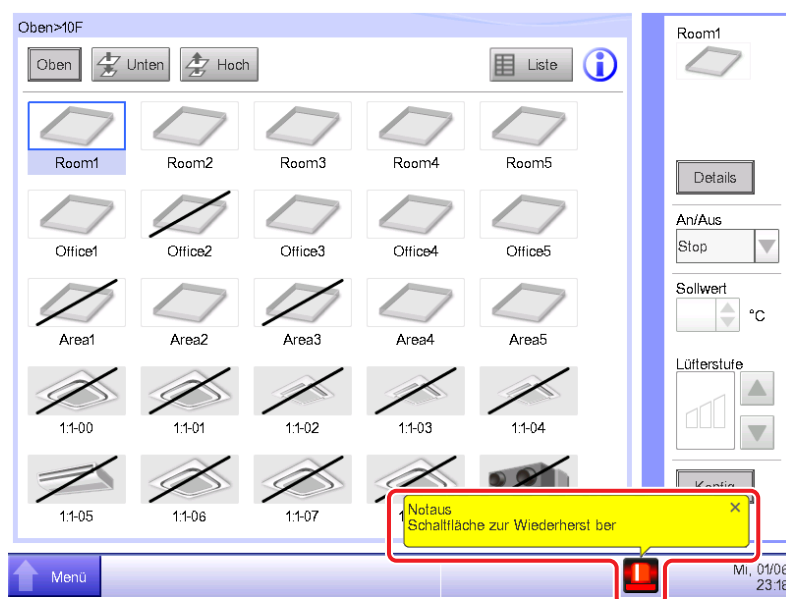 Oben>10F
Oben
Unten
Hoch
Liste
Room1
Room2
Room3
Room4
Room5
Office1
Office2
Office3
Office4
Office5
Area1
Area2
Area3
Area4
Area5
1:1-00
1:1-01
1:1-02
1:1-03
1:1-04
1:1-05
1:1-06
1:1-07
Room1
Details
An/Aus
Stop
Sollwert
°C
Lüfterstufe
Konfig
Notaus
Schaltfläche zur Wiederherst ber
Menü
Mi, 01/06
23:18